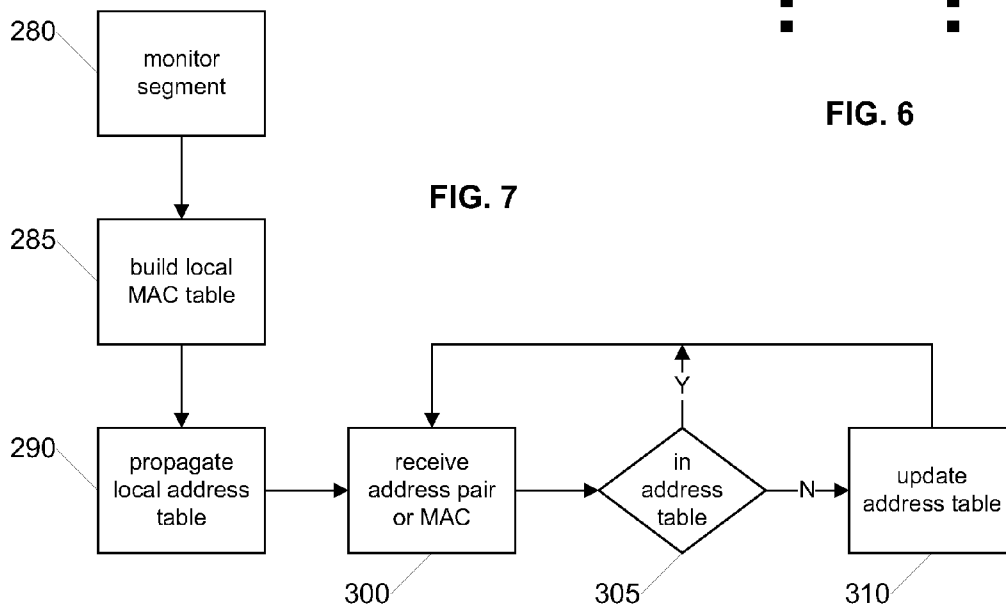 280
monitor
segment
FIG. 6
FIG. 7
285
build local
MAC table
290
propagate
local address
table
receive
address pair
or MAC
300
in
address
table
305
Y
N
update
address table
310